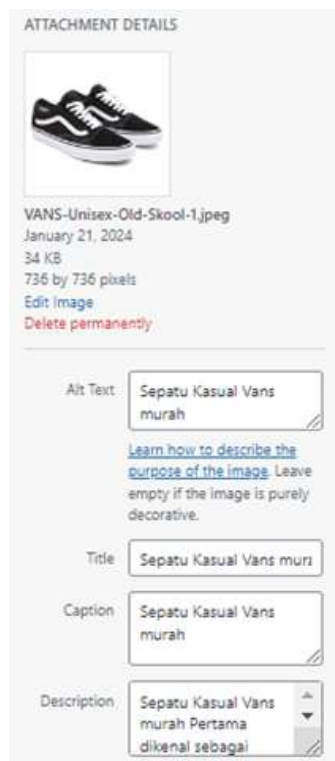 ATTACHMENT DETAILS
VANS-Unisex-Old-Skool-1.jpeg
January 21, 2024
34 KB
736 by 736 pixels
Edit Image
Delete permanently
Alt Text
Sepatu Kasual Vans
murah
Learn how to describe the
purpose of the image. Leave
empty if the image is purely
decorative.
Title
Sepatu Kasual Vans mura
Caption
Sepatu Kasual Vans
murah
Description
Sepatu Kasual Vans
murah Pertama
dikenal sebagai